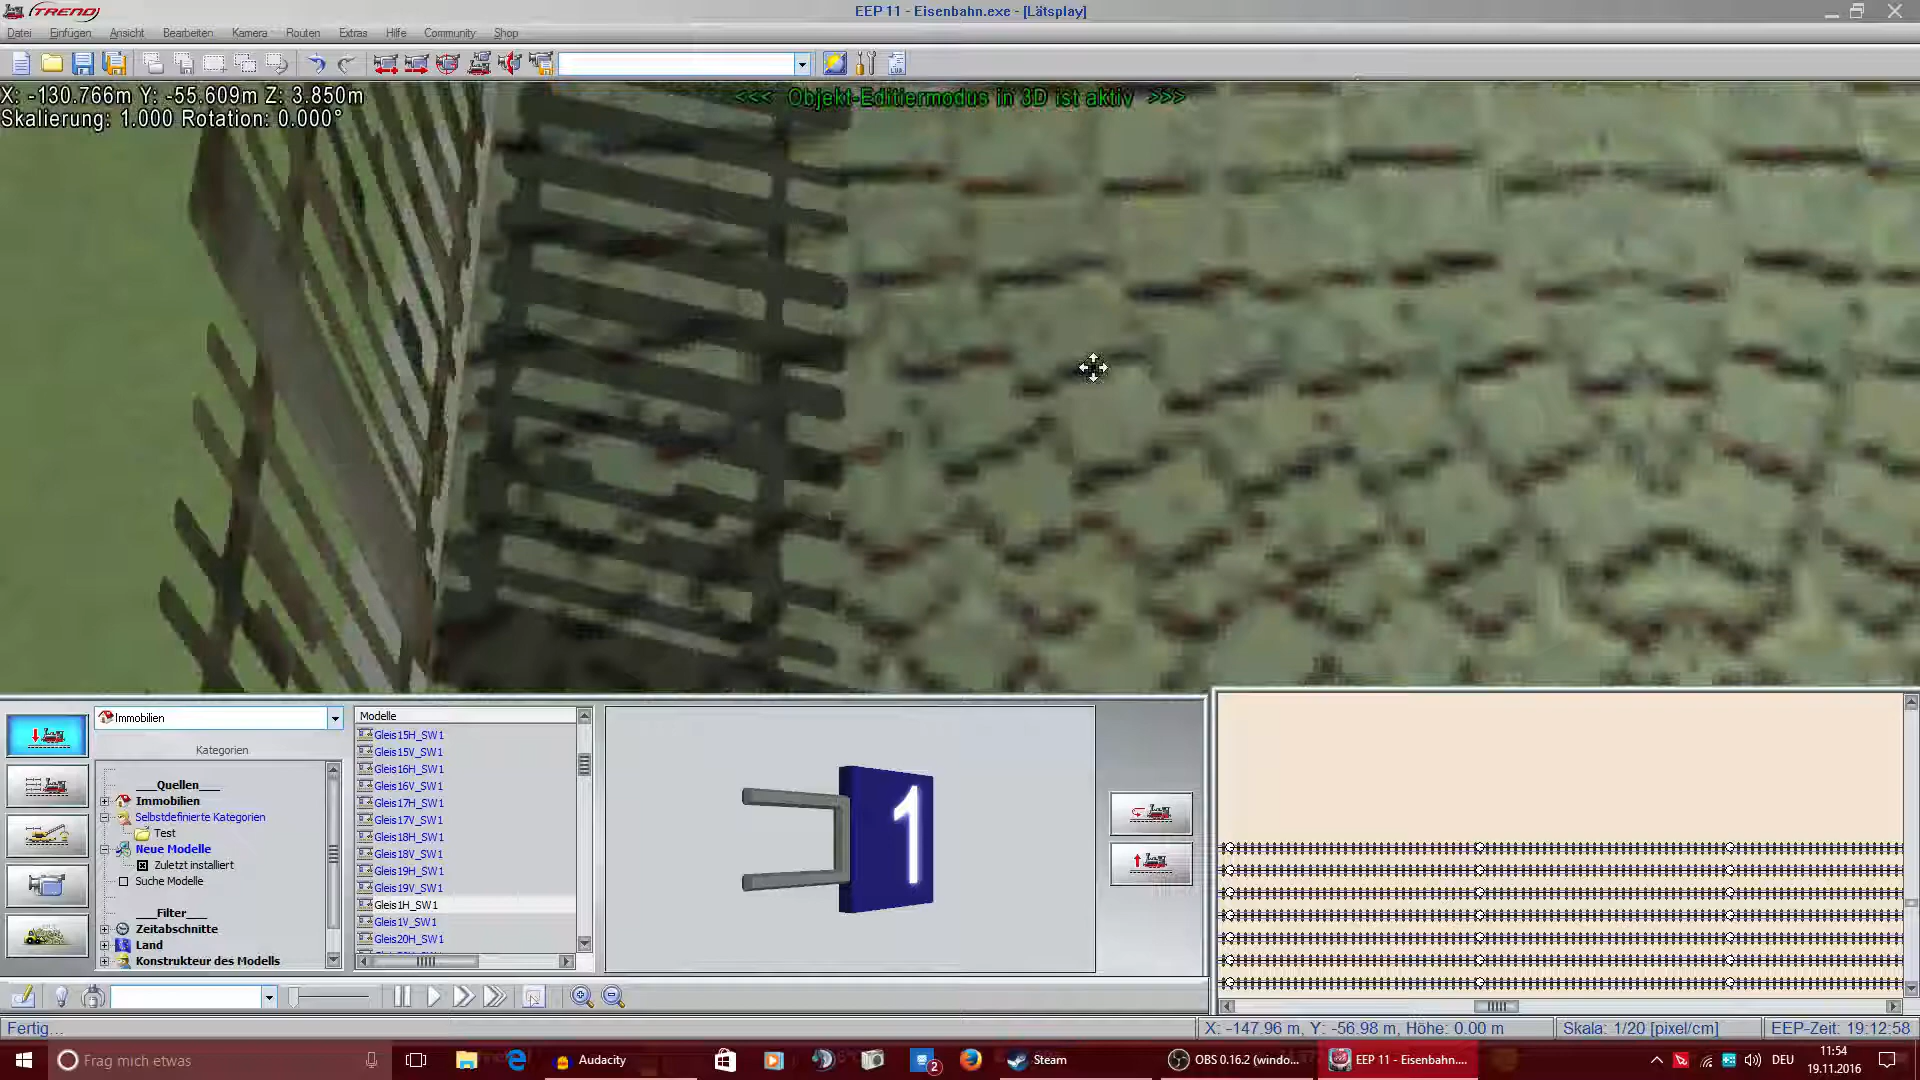 TREND
EEP 11 - Eisenbahn.exe - [Lätsplay]
Datei Einfügen Ansicht Bearbeiten Kamera Routen Extras Hilfe Community Shop
X: -130.766m Y: -55.609m Z: 3.850m
<<< Objekt-Editiermodus in 3D ist aktiv >>>
Skalierung: 1.000 Rotation: 0.000°
Immobilien
Kategorien
___Quellen___
Immobilien
Selbstdefinierte Kategorien
Test
Neue Modelle
Zuletzt installiert
Suche Modelle
___Filter___
Zeitabschnitte
Land
Konstrukteur des Modells
Modelle
Gleis15H_SW1
Gleis15V_SW1
Gleis16H_SW1
Gleis16V_SW1
Gleis17H_SW1
Gleis17V_SW1
Gleis18H_SW1
Gleis18V_SW1
Gleis19H_SW1
Gleis19V_SW1
Gleis1H_SW1
Gleis1V_SW1
Gleis20H_SW1
1
Fertig...
X: -147.96 m, Y: -56.98 m, Höhe: 0.00 m
Skala: 1/20 [pixel/cm]
EEP-Zeit: 19:12:58
Frag mich etwas
Audacity
2
Steam
OBS 0.16.2 (windo...
EEP 11 - Eisenbahn....
DEU
11:54
19.11.2016